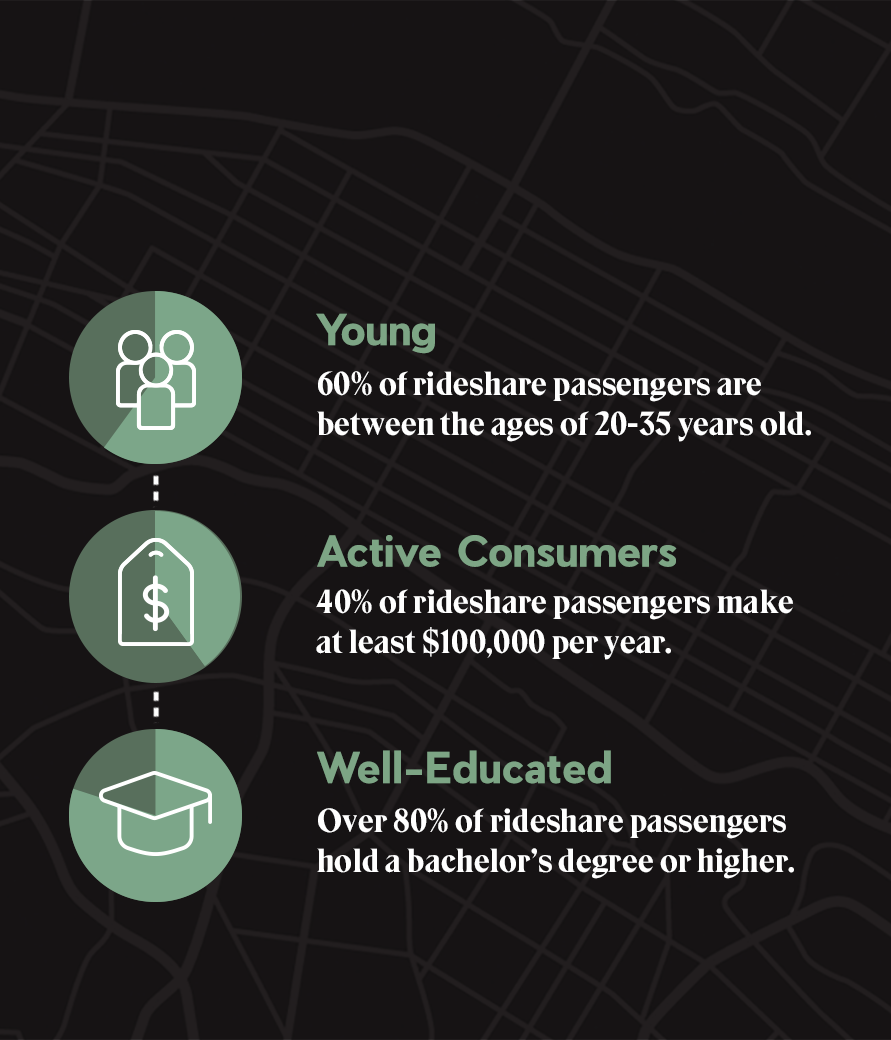 Young
60% of rideshare passengers are
between the ages of 20-35 years old.
$
Active Consumers
40% of rideshare passengers make
at least $100,000 per year.
Well-Educated
Over 80% of rideshare passengers
hold a bachelor’s degree or higher.